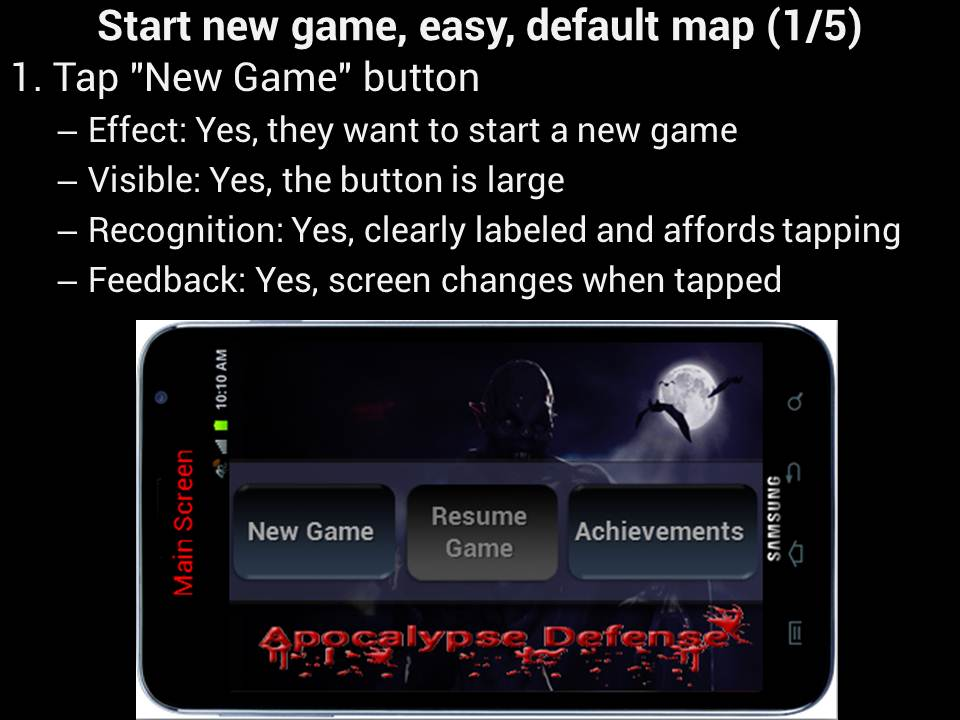 Start new game, easy, default map (1/5)
1. Tap "New Game" button
– Effect: Yes, they want to start a new game
– Visible: Yes, the button is large
– Recognition: Yes, clearly labeled and affords tapping
– Feedback: Yes, screen changes when tapped
Main Screen
10:10 AM
New Game
Resume
Game
Achievements
SAMSUNG
Apocalypse Defense